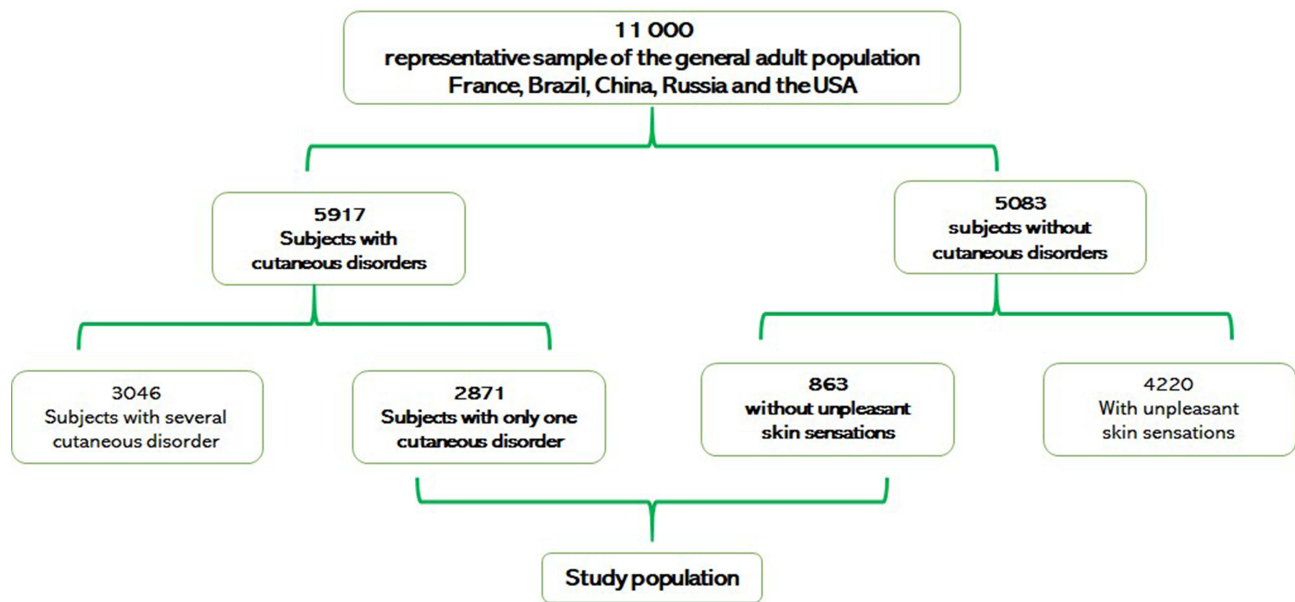 11 000
representative sample of the general adult population
France, Brazil, China, Russia and the USA
5917
Subjects with
cutaneous disorders
5083
subjects without
cutaneous disorders
3046
Subjects with several
cutaneous disorder
2871
Subjects with only one
cutaneous disorder
863
without unpleasant
skin sensations
4220
With unpleasant
skin sensations
Study population